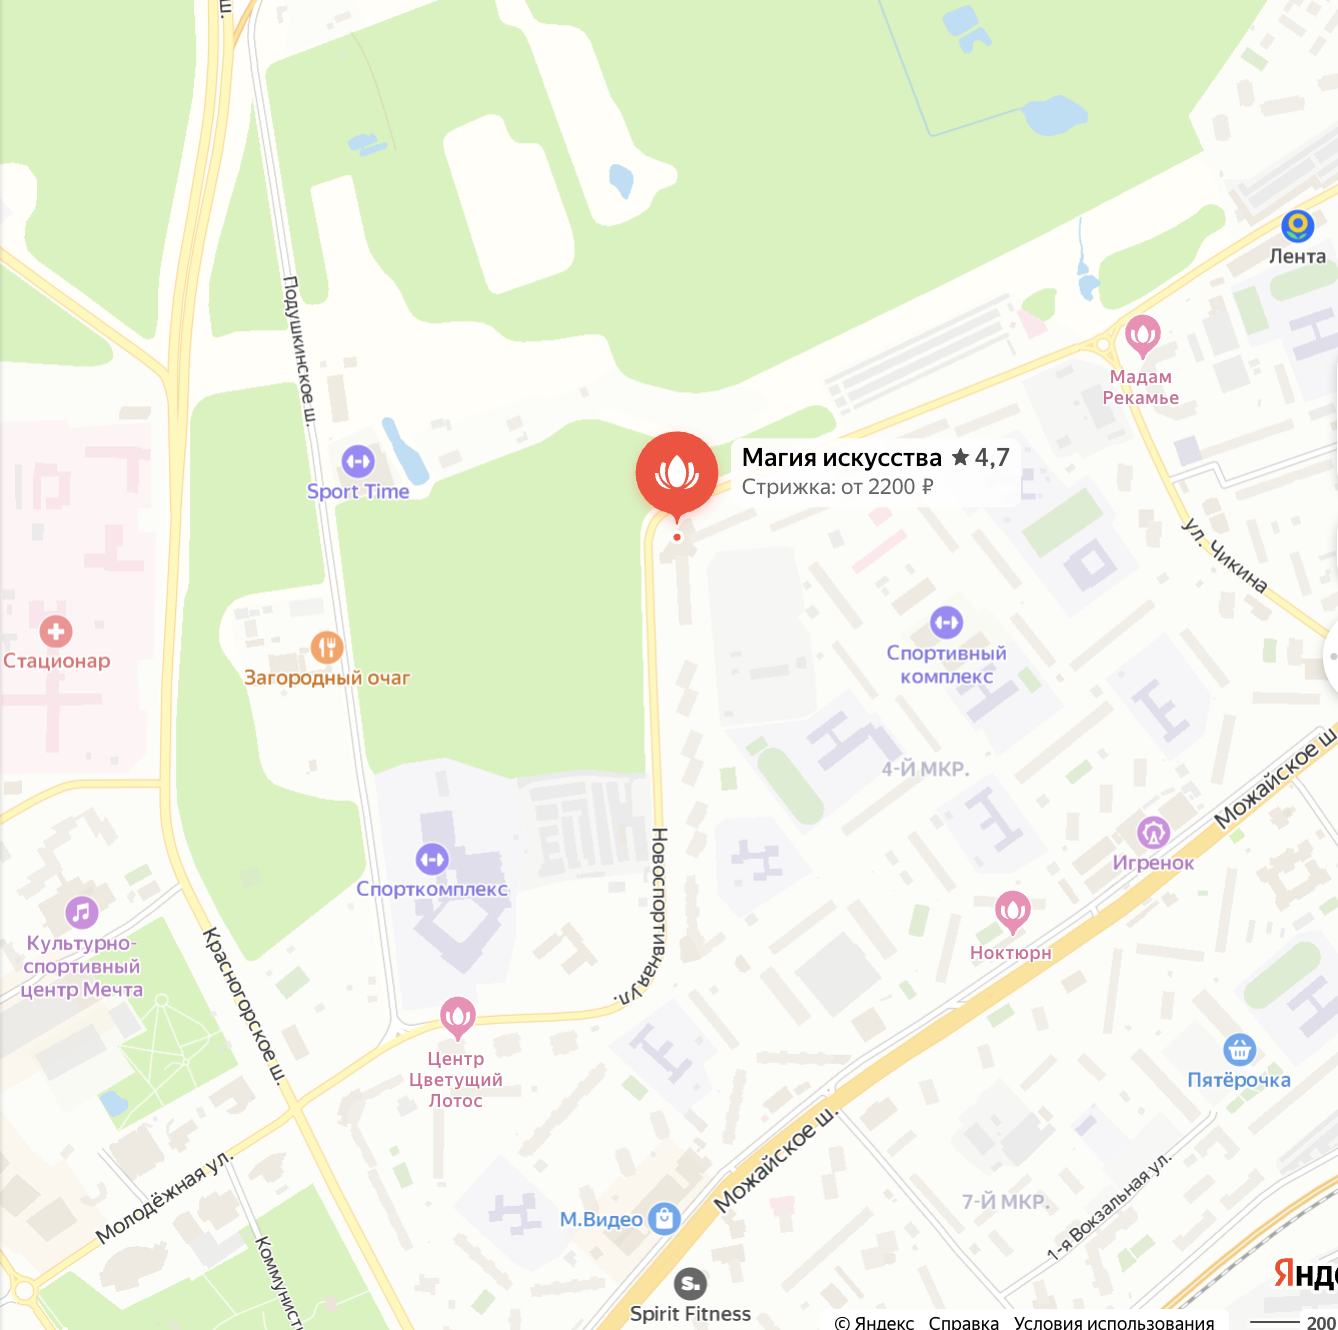 ш.
Лента
Подушкинское ш.
Мадам
Рекамье
Магия искусства ★ 4,7
Стрижка: от 2200 ₽
Sport Time
ул. Чикина
Стационар
Загородный очаг
Спортивный
комплекс
4-Й МКР.
Можайское ш.
Новоспортивная ул.
Игренок
Спорткомплекс
Ноктюрн
Культурно-
спортивный
центр Мечта
Красногорское ш.
Центр
Цветущий
Лотос
Пятёрочка
Можайское ш.
Молодёжная ул.
7-Й МКР.
1-я Вокзальная ул.
М.Видео
Коммунист
Spirit Fitness
Янде
© Яндекс Справка Условия использования
200